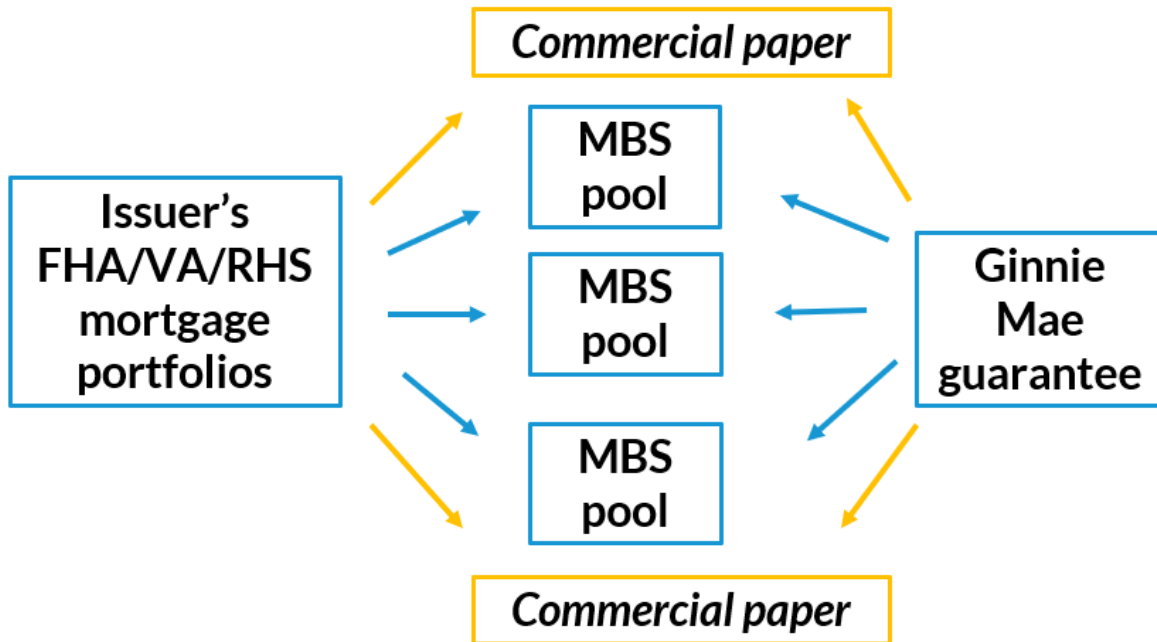 Commercial paper
MBS
pool
Issuer’s
FHA/VA/RHS
mortgage
portfolios
MBS
pool
Ginnie
Mae
guarantee
MBS
pool
Commercial paper